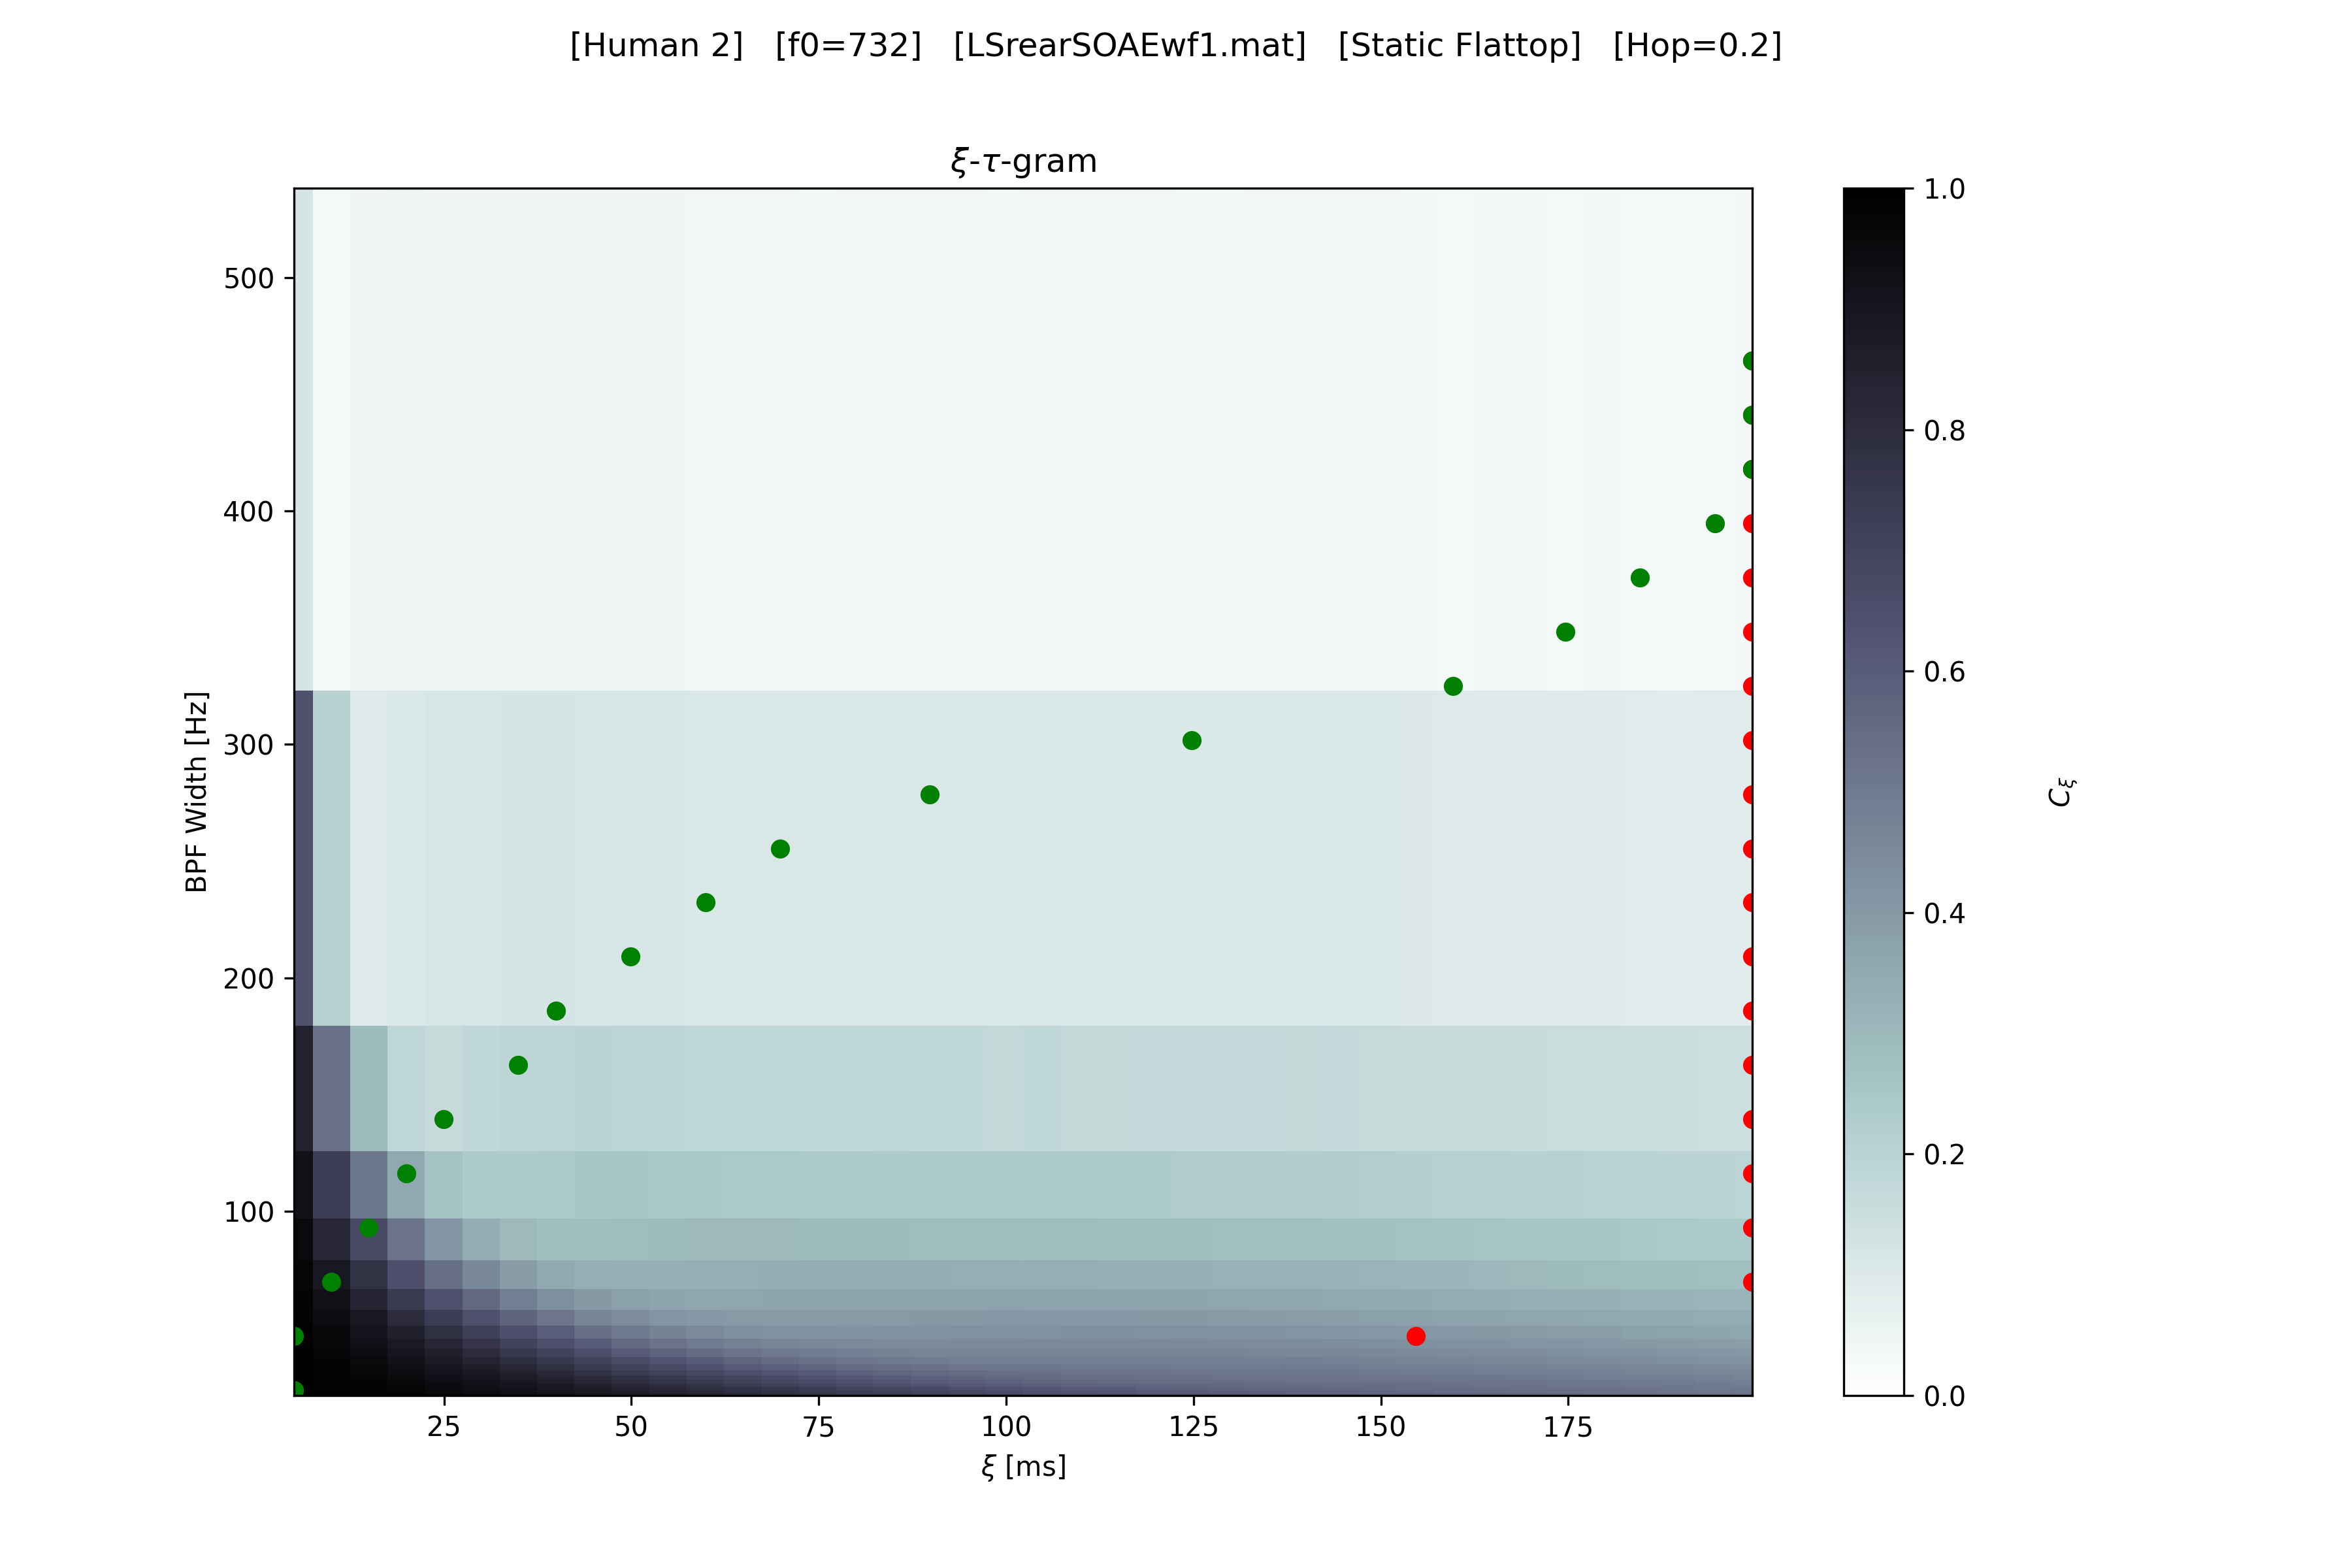 [Human 2]   [f0=732]   [LSrearSOAEwf1.mat]   [Static Flattop]   [Hop=0.2]
ξ-τ-gram
500
400
300
200
100
BPF Width [Hz]
25 50 75 100 125 150 175
ξ [ms]
1.0
0.8
0.6
0.4
0.2
0.0
Cξ